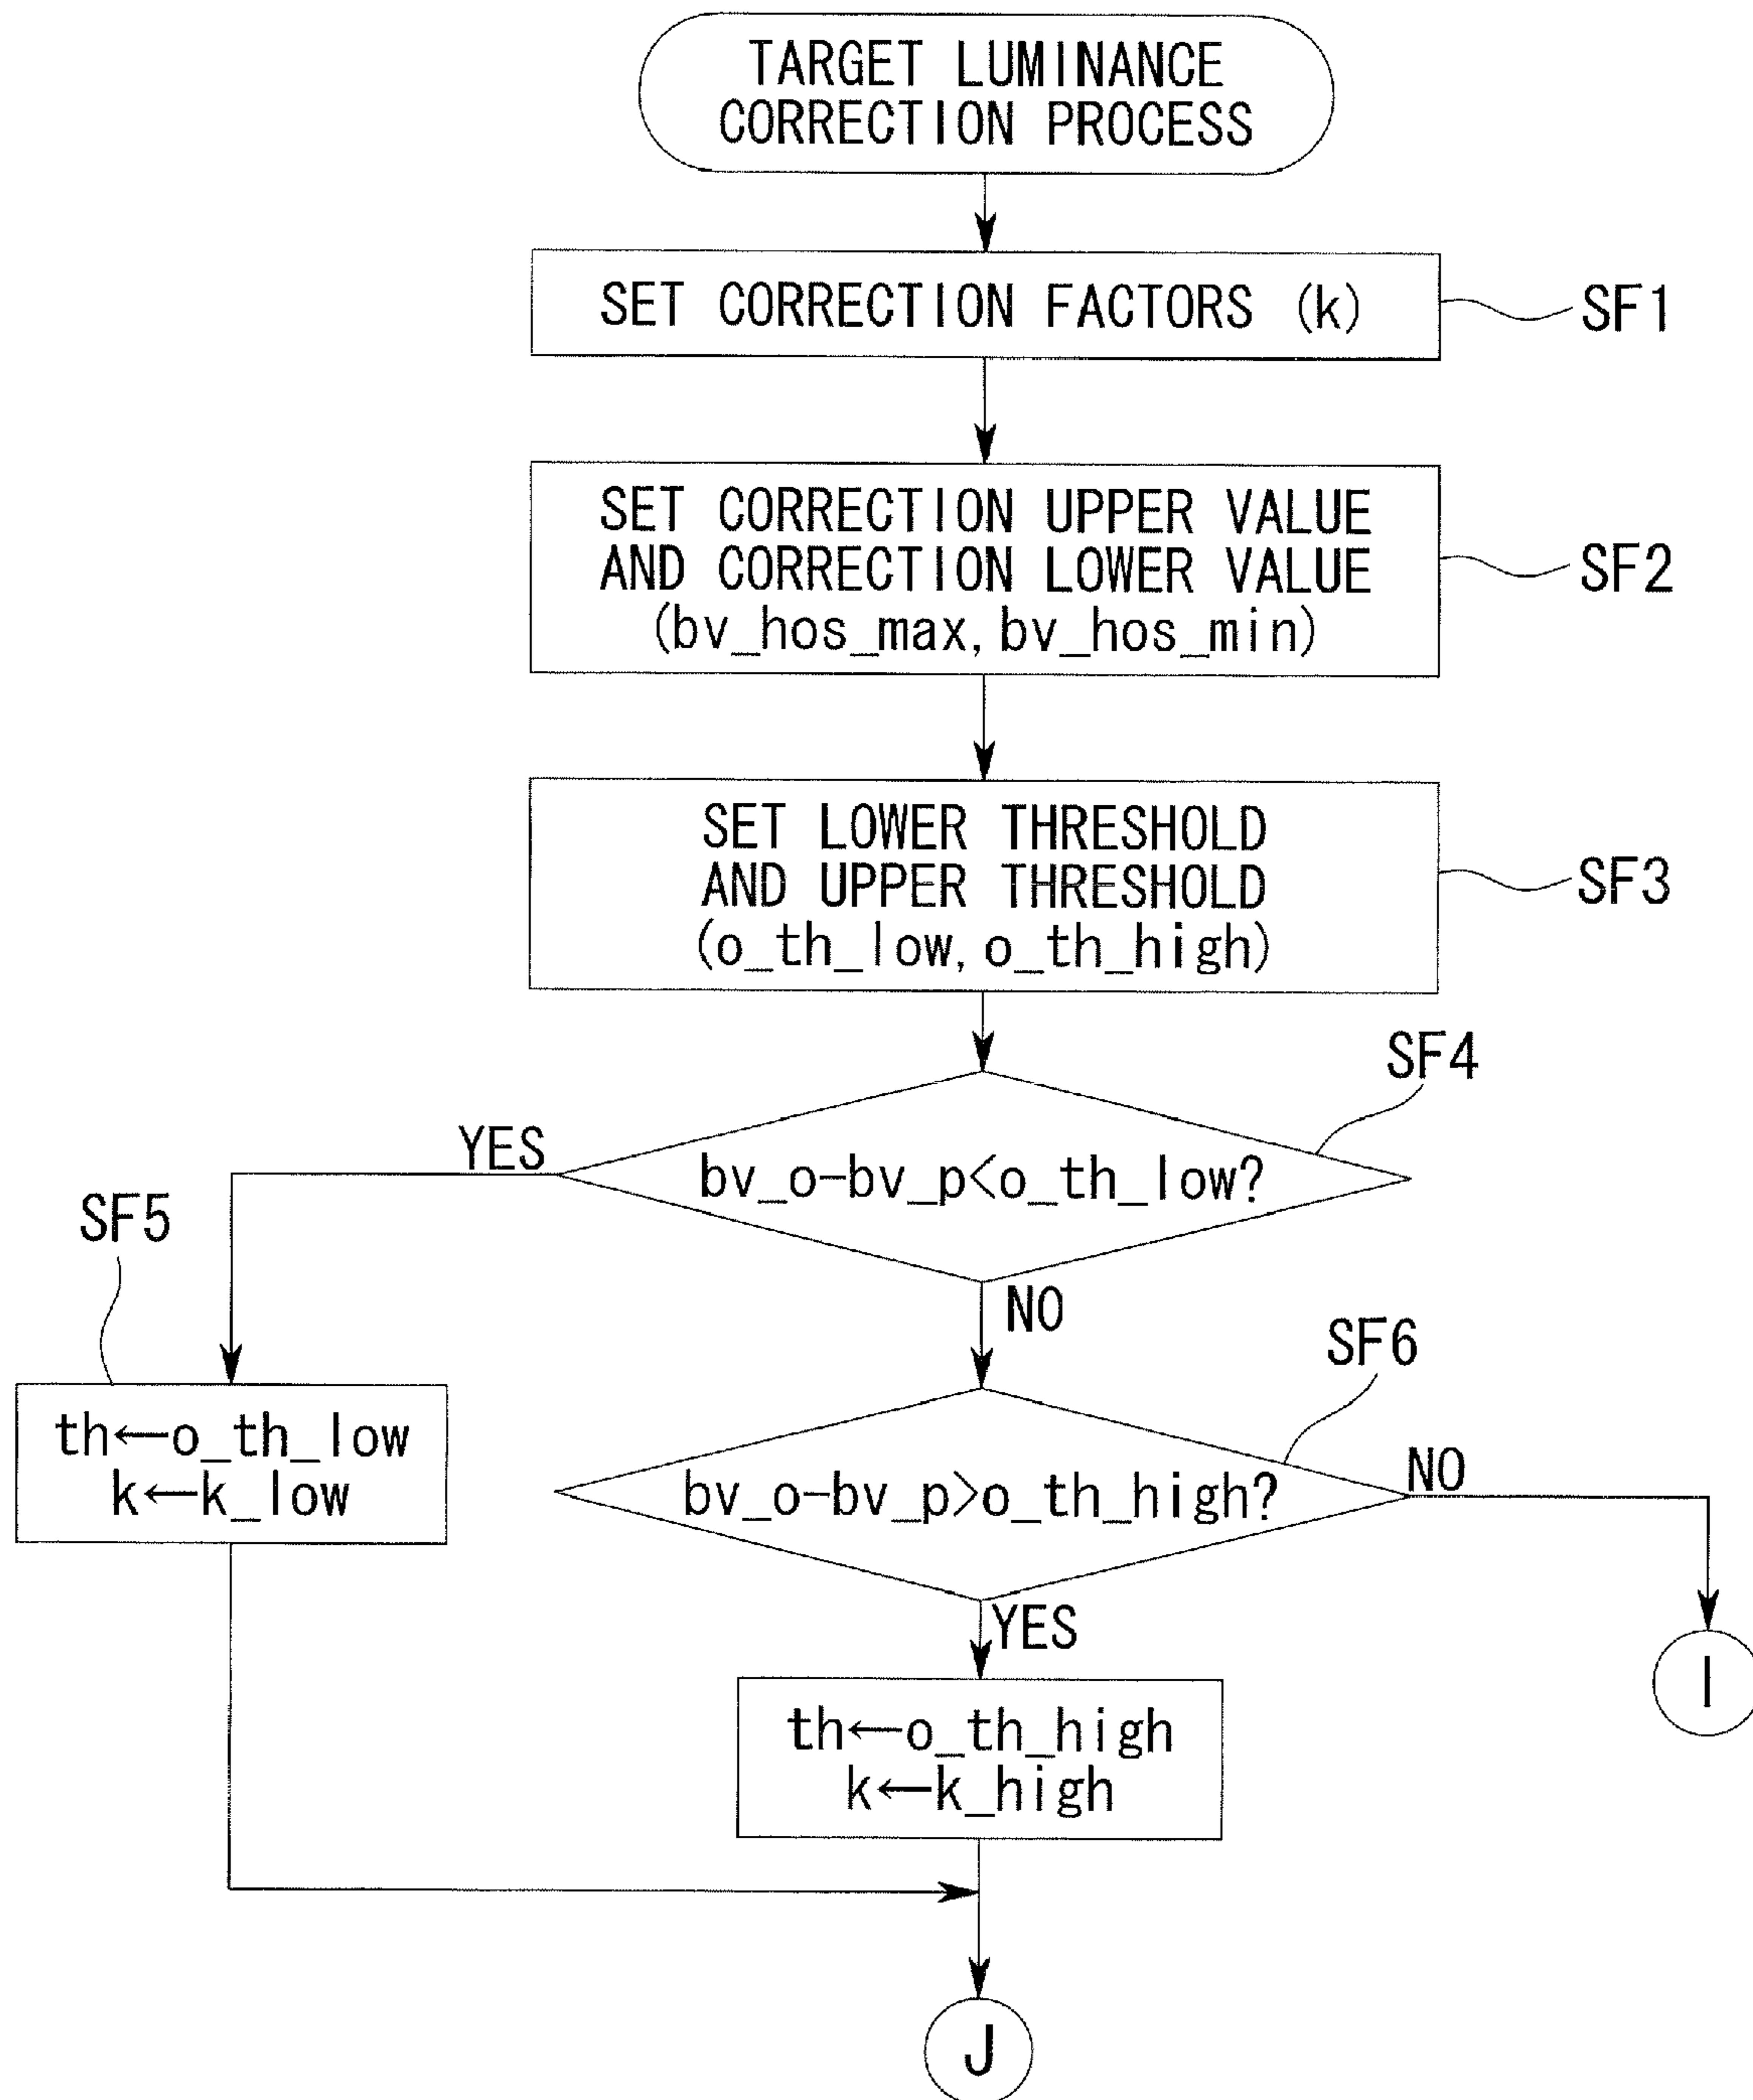 TARGET LUMINANCE
CORRECTION PROCESS
SET CORRECTION FACTORS (k)
SF1
SET CORRECTION UPPER VALUE
AND CORRECTION LOWER VALUE
(bv_hos_max, bv_hos_min)
SF2
SET LOWER THRESHOLD
AND UPPER THRESHOLD
(o_th_low, o_th_high)
SF3
SF4
YES
bv_o-bv_p<o_th_low?
SF5
NO
SF6
th←o_th_low
k←k_low
bv_o-bv_p>o_th_high?
NO
YES
I
th←o_th_high
k←k_high
J